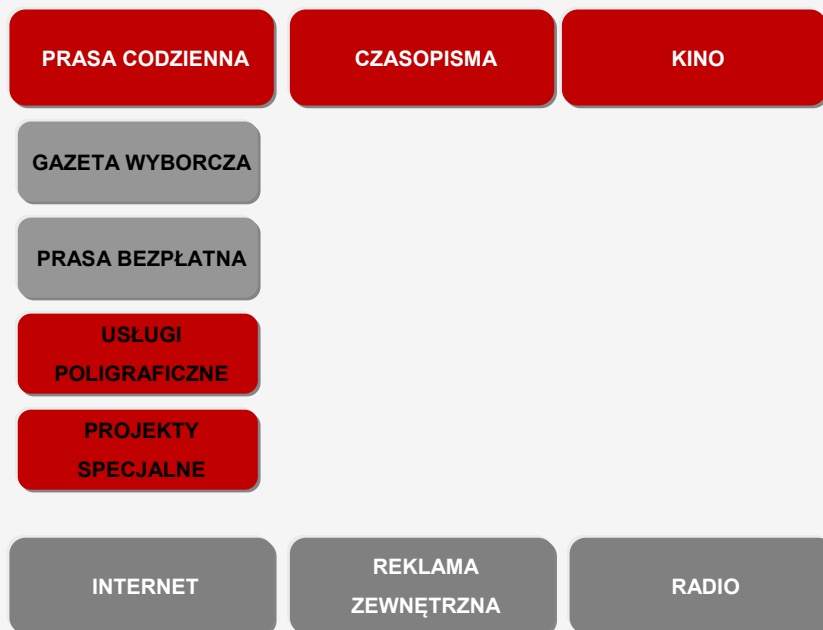 PRASA CODZIENNA
CZASOPISMA
KINO
GAZETA WYBORCZA
PRASA BEZPŁATNA
USŁUGI
POLIGRAFICZNE
PROJEKTY
SPECJALNE
INTERNET
REKLAMA
ZEWNĘTRZNA
RADIO